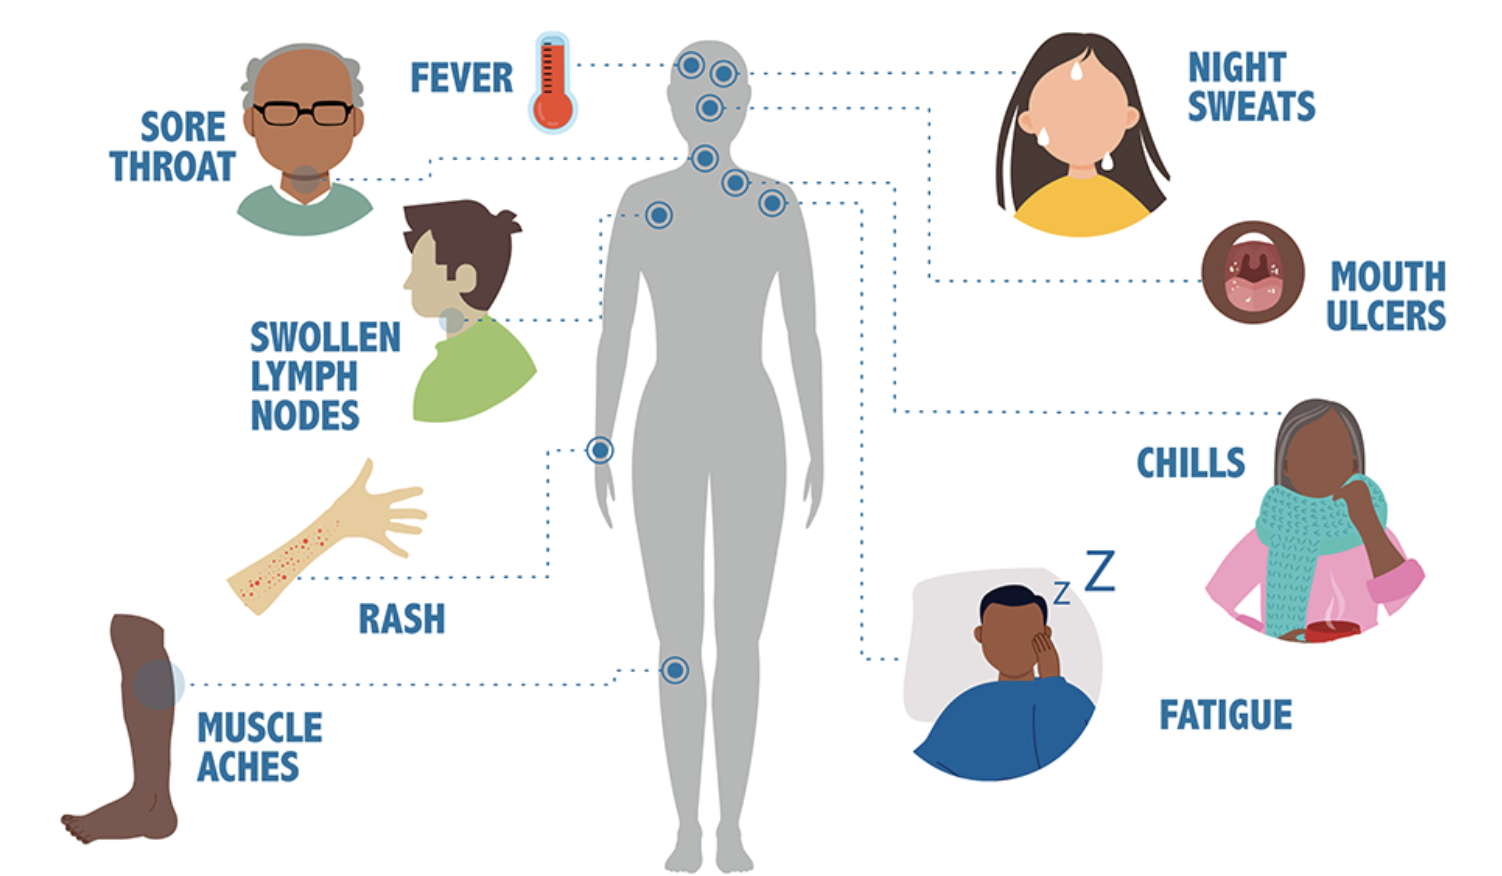 FEVER
SORE
THROAT
SWOLLEN
LYMPH
NODES
RASH
MUSCLE
ACHES
NIGHT
SWEATS
MOUTH
ULCERS
CHILLS
Z
Z
FATIGUE